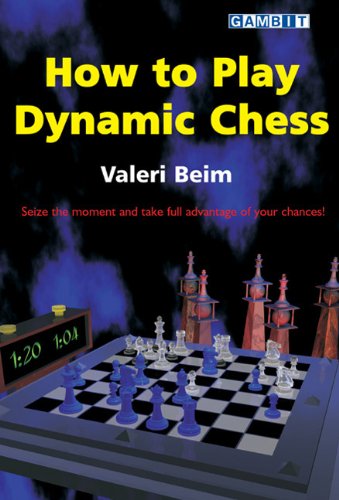 GAMBIT
How to Play
Dynamic Chess
Valeri Beim
Seize the moment and take full advantage of your chances!
1:20 1:04